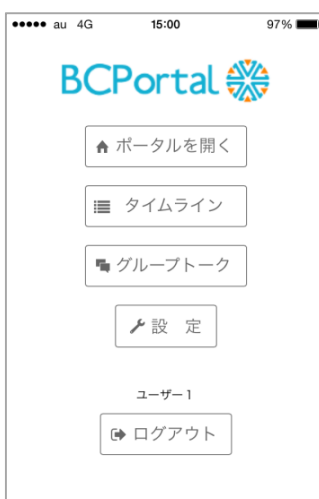 au 4G 15:00 97%
BCPortal
ポータルを開く
タイムライン
グループトーク
設 定
ユーザー1
ログアウト